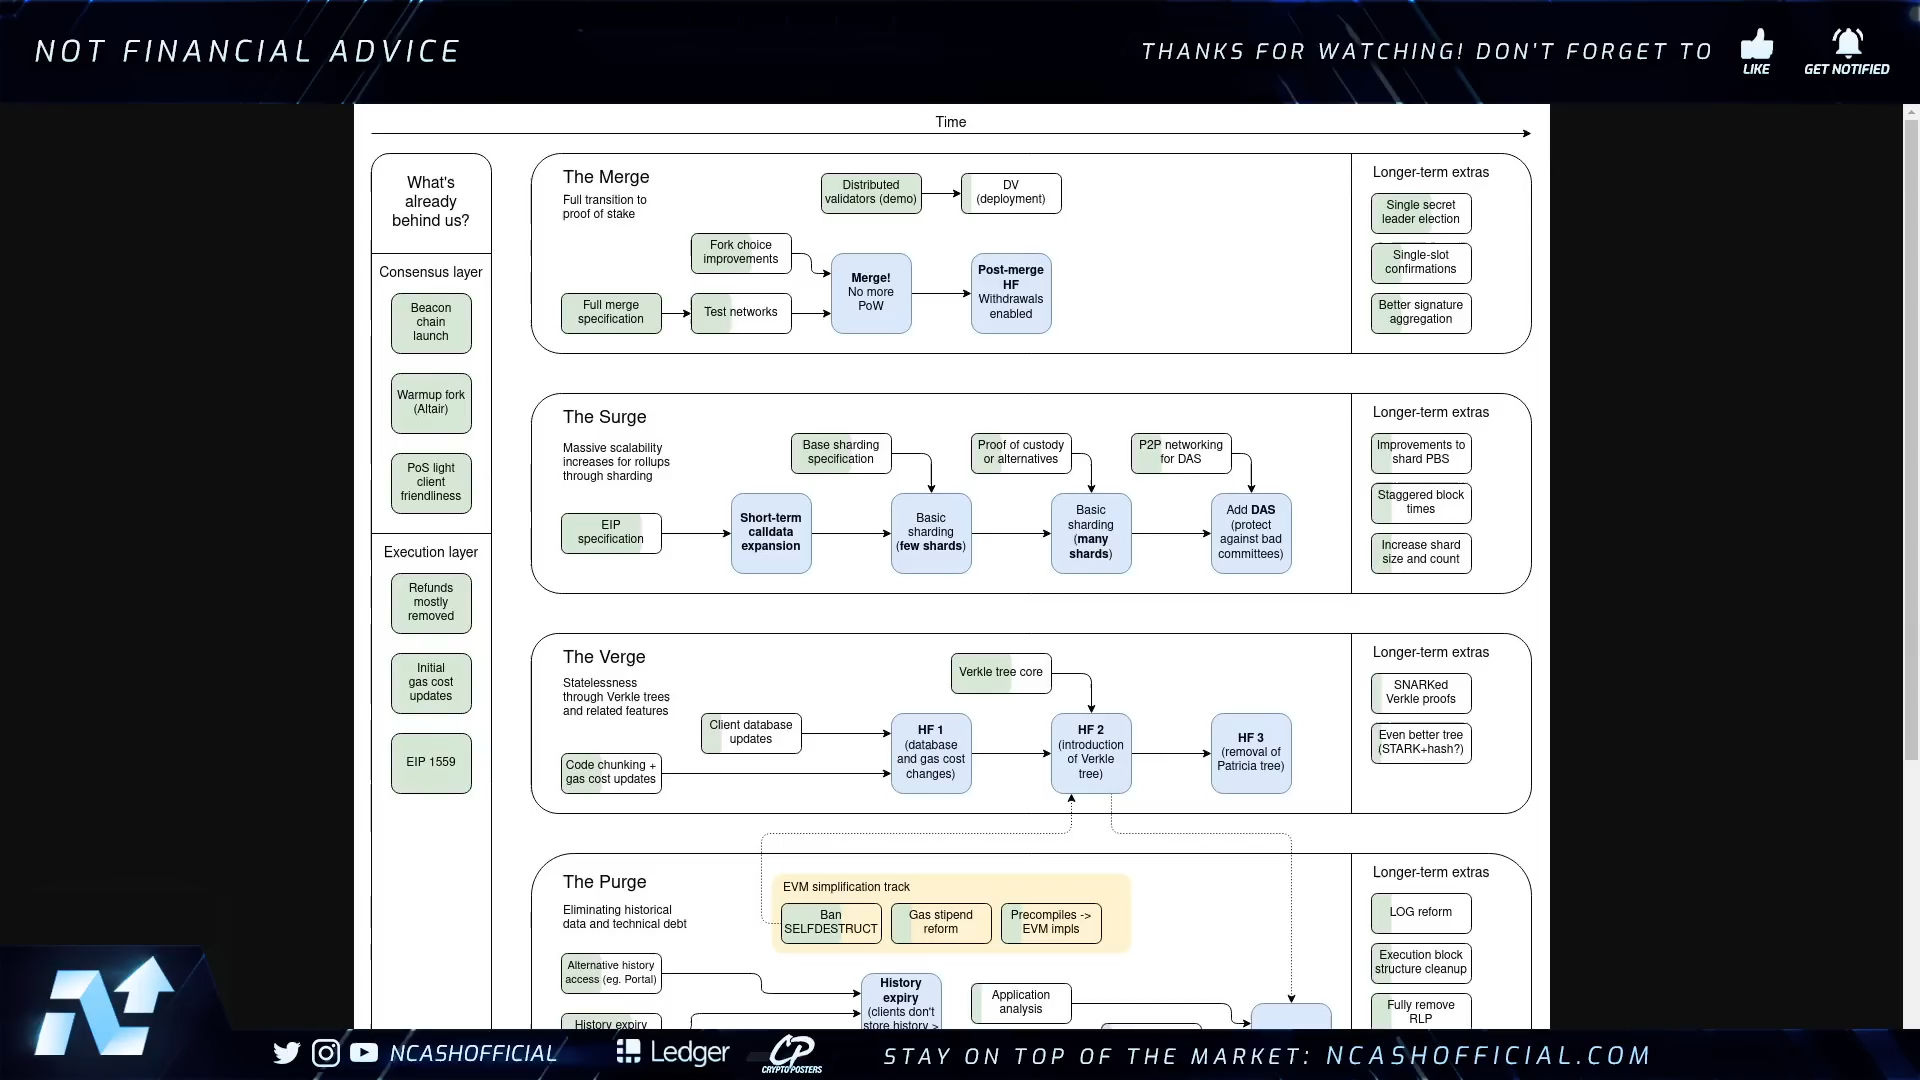 NOT FINANCIAL ADVICE
THANKS FOR WATCHING! DON'T FORGET TO
LIKE
GET NOTIFIED
Time
What's
already
behind us?
Consensus layer
Beacon
chain
launch
Warmup fork
(Altair)
PoS light
client
friendliness
Execution layer
Refunds
mostly
removed
Initial
gas cost
updates
EIP 1559
The Merge
Full transition to
proof of stake
Distributed
validators (demo)
DV
(deployment)
Fork choice
improvements
Full merge
specification
Test networks
Merge!
No more
PoW
Post-merge
HF
Withdrawals
enabled
Longer-term extras
Single secret
leader election
Single-slot
confirmations
Better signature
aggregation
The Surge
Massive scalability
increases for rollups
through sharding
Base sharding
specification
Proof of custody
or alternatives
P2P networking
for DAS
EIP
specification
Short-term
calldata
expansion
Basic
sharding
(few shards)
Basic
sharding
(many
shards)
Add DAS
(protect
against bad
committees)
Longer-term extras
Improvements to
shard PBS
Staggered block
times
Increase shard
size and count
The Verge
Statelessness
through Verkle trees
and related features
Verkle tree core
Client database
updates
Code chunking +
gas cost updates
HF 1
(database
and gas cost
changes)
HF 2
(introduction
of Verkle
tree)
HF 3
(removal of
Patricia tree)
Longer-term extras
SNARKed
Verkle proofs
Even better tree
(STARK+hash?)
The Purge
Eliminating historical
data and technical debt
EVM simplification track
Ban
SELFDESTRUCT
Gas stipend
reform
Precompiles ->
EVM impls
Alternative history
access (eg. Portal)
History expiry
History
expiry
(clients don't
store history >
Application
analysis
Longer-term extras
LOG reform
Execution block
structure cleanup
Fully remove
RLP
NCASHOFFICIAL
Ledger
CP
CRYPTOPOSTERS
STAY ON TOP OF THE MARKET: NCASHOFFICIAL.COM